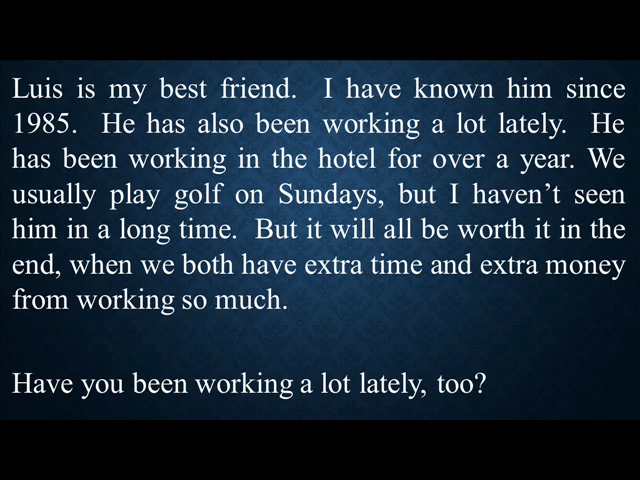 Luis is my best friend.  I have known him since
1985.  He has also been working a lot lately.  He
has been working in the hotel for over a year. We
usually play golf on Sundays, but I haven’t seen
him in a long time.  But it will all be worth it in the
end, when we both have extra time and extra money
from working so much.
Have you been working a lot lately, too?